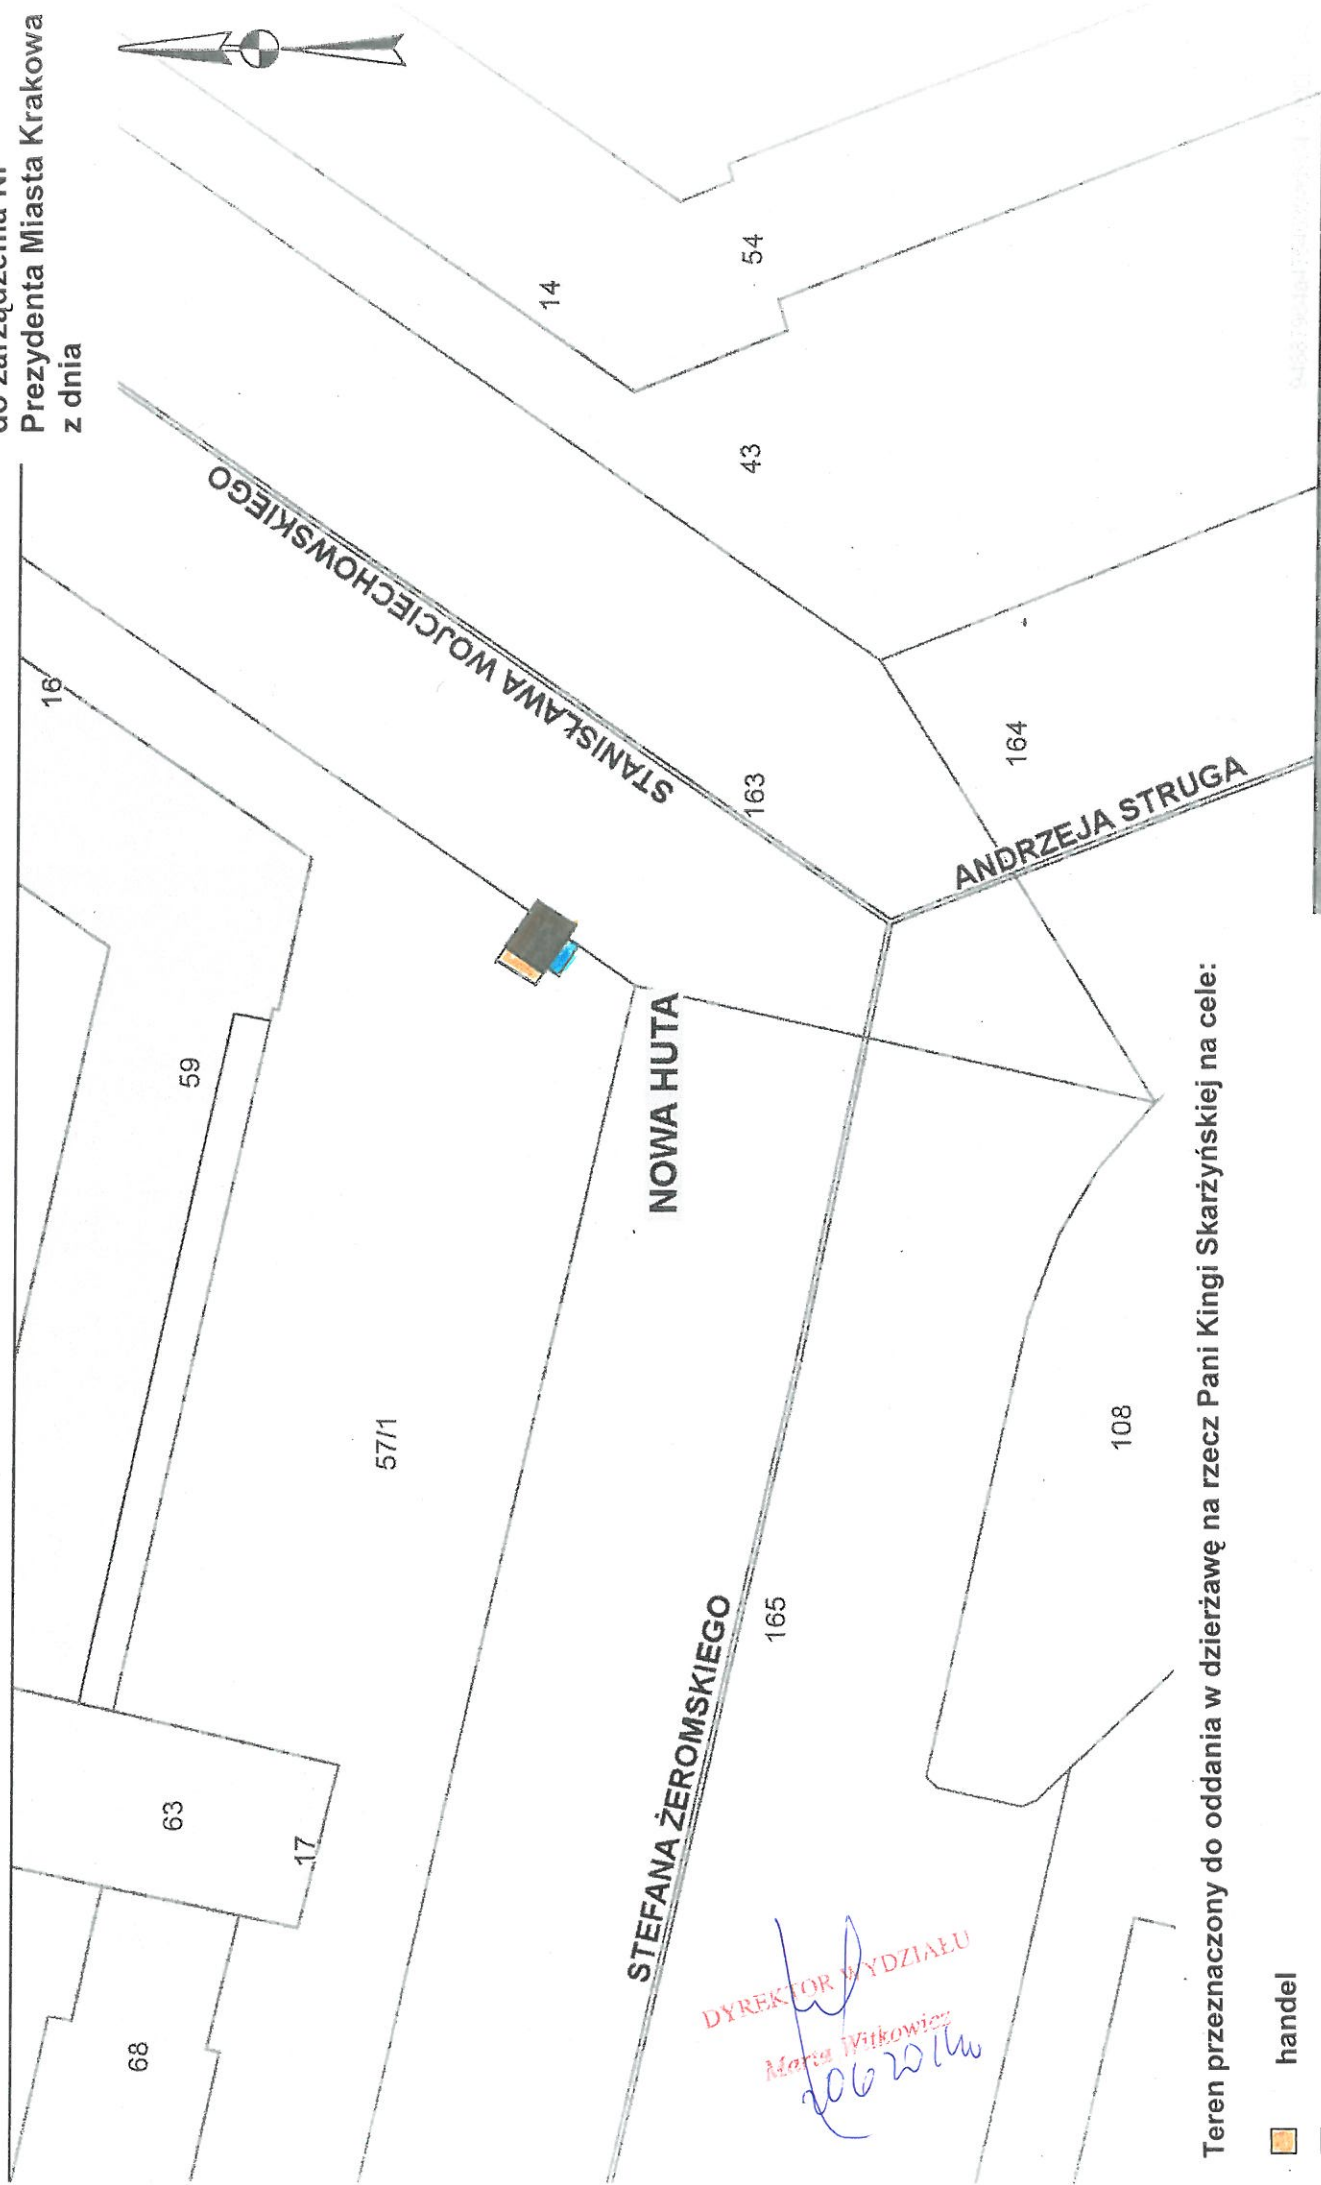 do zarządzenia Nr
Prezydenta Miasta Krakowa
z dnia
16
59
14
54
STANISŁAWA WOJCIECHOWSKIEGO
43
63
17
57/1
68
163
NOWA HUTA
164
ANDRZEJA STRUGA
STEFANA ŻEROMSKIEGO
165
108
DYREKTOR WYDZIAŁU
Marta Witkowicz
Teren przeznaczony do oddania w dzierżawę na rzecz Pani Kingi Skarżyńskiej na cele:
handel